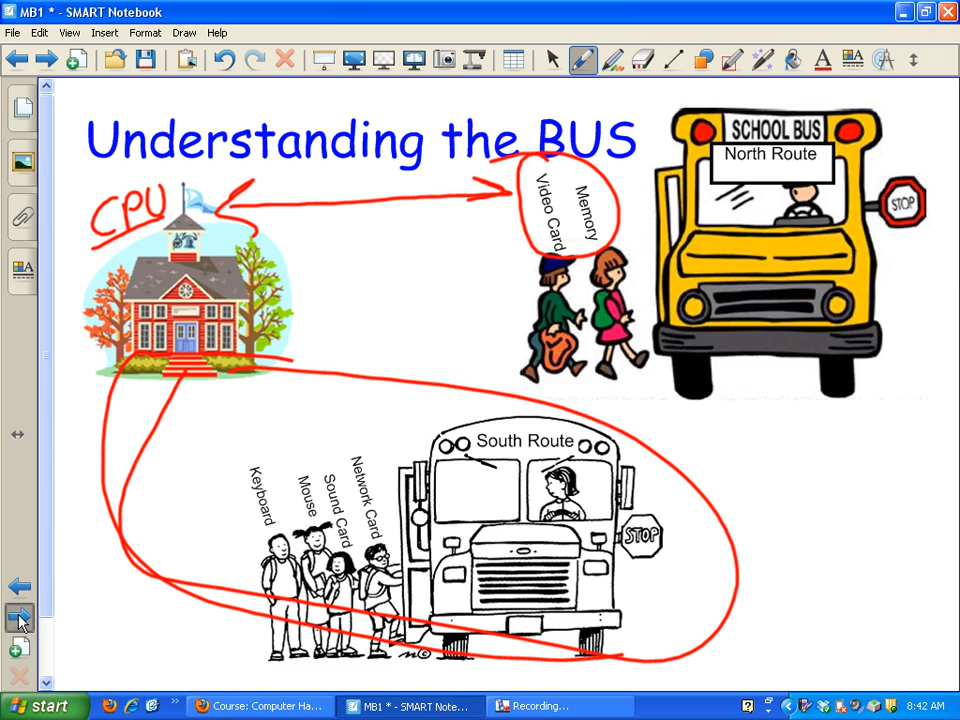 MB1 * - SMART Notebook
File Edit View Insert Format Draw Help
Understanding the BUS
SCHOOL BUS
North Route
STOP
CPU
Video Card
Memory
South Route
STOP
Keyboard
Mouse
Sound Card
Network Card
start
Course: Computer Ha...
MB1 * - SMART Note...
Recording...
8:42 AM